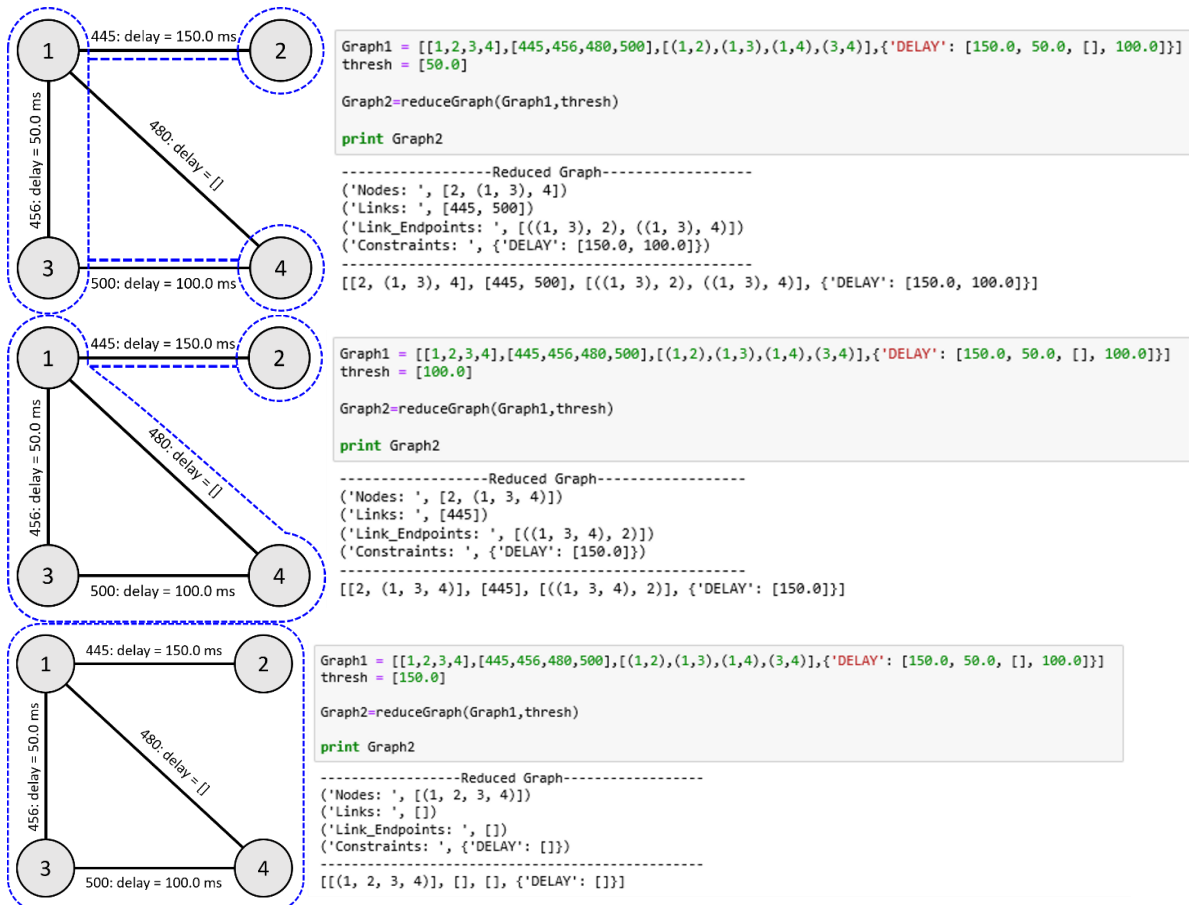 1
445: delay = 150.0 ms
2
456: delay = 50.0 ms
480: delay = []
3
500: delay = 100.0 ms
4
Graph1 = [[1,2,3,4],[445,456,480,500],[(1,2),(1,3),(1,4),(3,4)],{'DELAY': [150.0, 50.0, [], 100.0]}]
thresh = [50.0]
Graph2=reduceGraph(Graph1,thresh)
print Graph2
------------------Reduced Graph------------------
('Nodes: ', [2, (1, 3), 4])
('Links: ', [445, 500])
('Link_Endpoints: ', [((1, 3), 2), ((1, 3), 4)])
('Constraints: ', {'DELAY': [150.0, 100.0]})
-------------------------------------------------
[[2, (1, 3), 4], [445, 500], [((1, 3), 2), ((1, 3), 4)], {'DELAY': [150.0, 100.0]}]
1
445: delay = 150.0 ms
2
456: delay = 50.0 ms
480: delay = []
3
500: delay = 100.0 ms
4
Graph1 = [[1,2,3,4],[445,456,480,500],[(1,2),(1,3),(1,4),(3,4)],{'DELAY': [150.0, 50.0, [], 100.0]}]
thresh = [100.0]
Graph2=reduceGraph(Graph1,thresh)
print Graph2
------------------Reduced Graph------------------
('Nodes: ', [2, (1, 3, 4)])
('Links: ', [445])
('Link_Endpoints: ', [((1, 3, 4), 2)])
('Constraints: ', {'DELAY': [150.0]})
-------------------------------------------------
[[2, (1, 3, 4)], [445], [((1, 3, 4), 2)], {'DELAY': [150.0]}]
1
445: delay = 150.0 ms
2
456: delay = 50.0 ms
480: delay = []
3
500: delay = 100.0 ms
4
Graph1 = [[1,2,3,4],[445,456,480,500],[(1,2),(1,3),(1,4),(3,4)],{'DELAY': [150.0, 50.0, [], 100.0]}]
thresh = [150.0]
Graph2=reduceGraph(Graph1,thresh)
print Graph2
------------------Reduced Graph------------------
('Nodes: ', [(1, 2, 3, 4)])
('Links: ', [])
('Link_Endpoints: ', [])
('Constraints: ', {'DELAY': []})
-------------------------------------------------
[[(1, 2, 3, 4)], [], [], {'DELAY': []}]